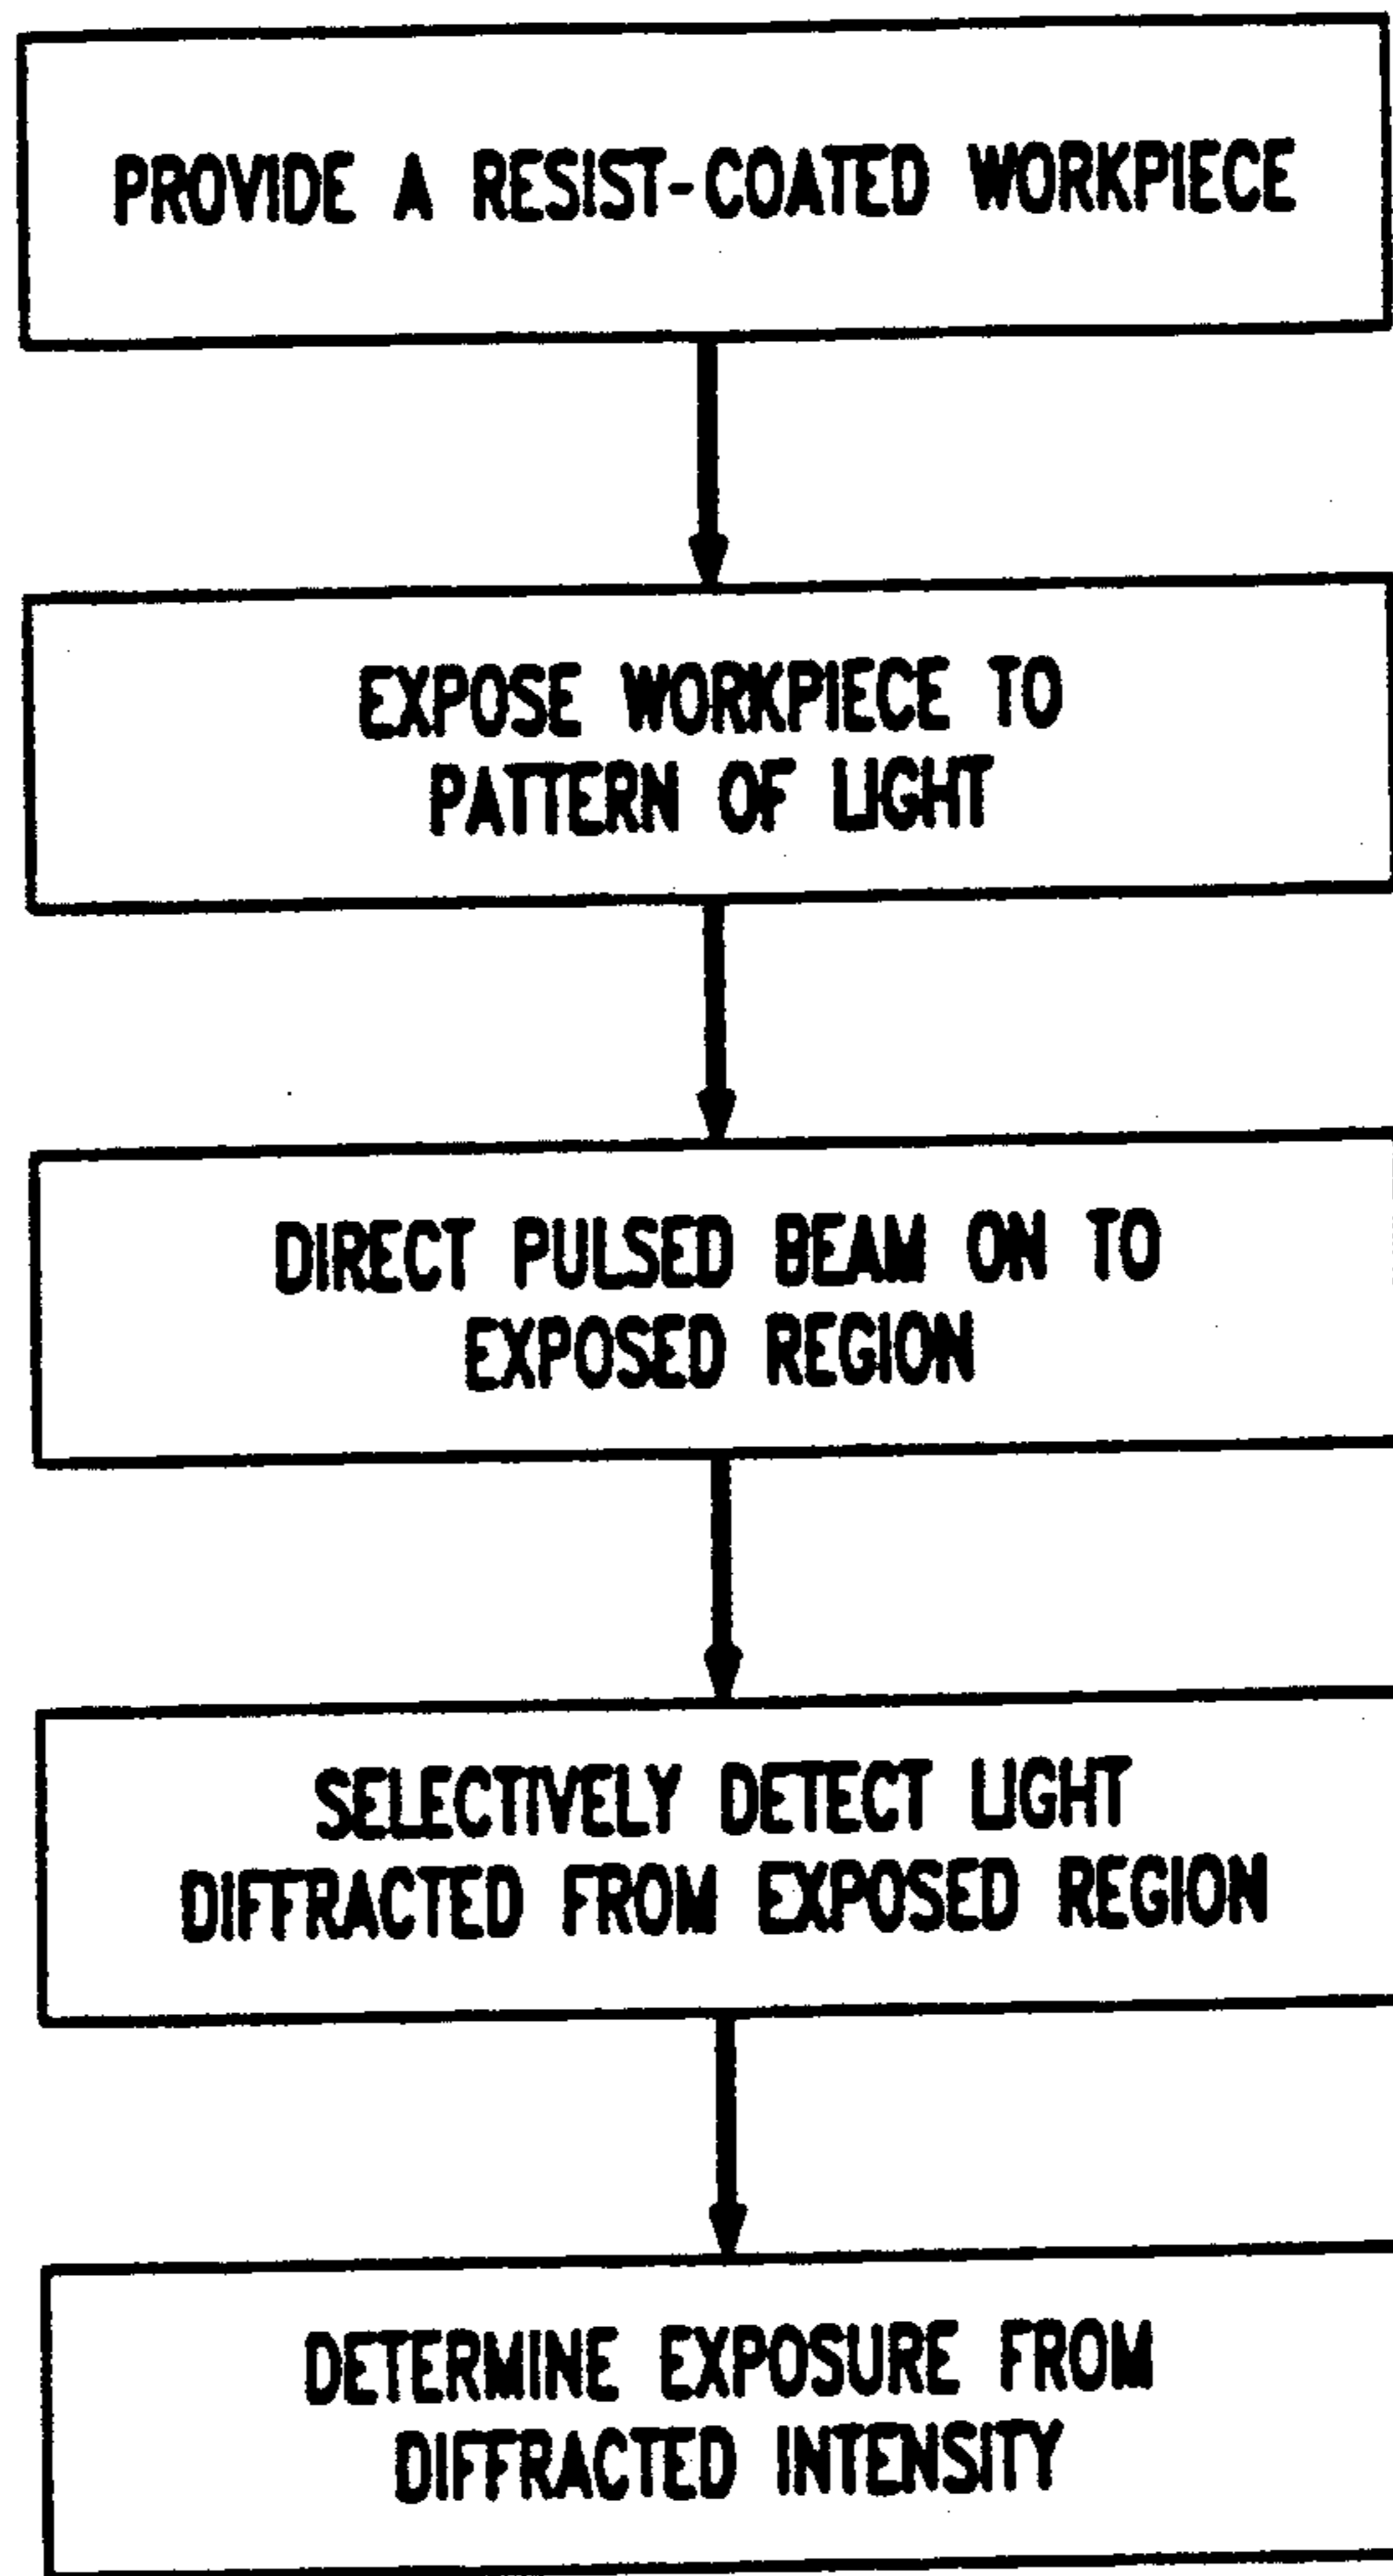 PROVIDE A RESIST-COATED WORKPIECE
EXPOSE WORKPIECE TO
PATTERN OF LIGHT
DIRECT PULSED BEAM ON TO
EXPOSED REGION
SELECTIVELY DETECT LIGHT
DIFFRACTED FROM EXPOSED REGION
DETERMINE EXPOSURE FROM
DIFFRACTED INTENSITY